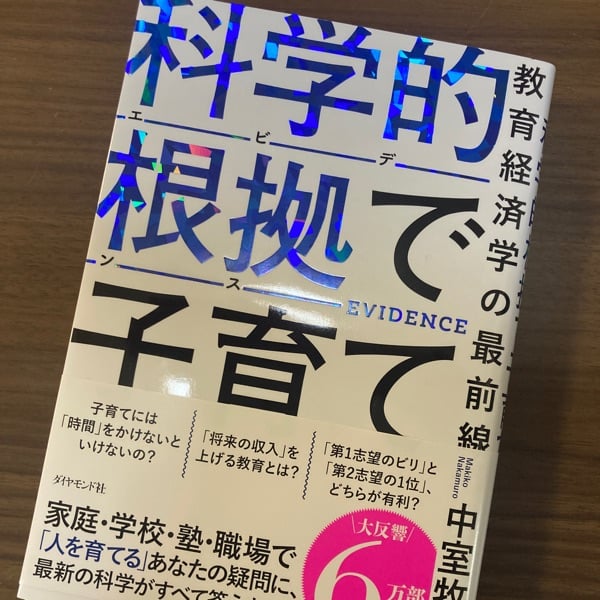 科学的
エビデ
根拠で
ンス
EVIDENCE
子育て
教育経済学の最前線
Makiko
Nakamuro
中室牧
子育てには
「時間」をかけないと
いけないの?
「将来の収入」を
上げる教育とは?
「第1志望のビリ」と
「第2志望の1位」、
どちらが有利?
ダイヤモンド社
家庭・学校・塾・職場で
「人を育てる」あなたの疑問に、
最新の科学がすべて答え
大反響
6万部